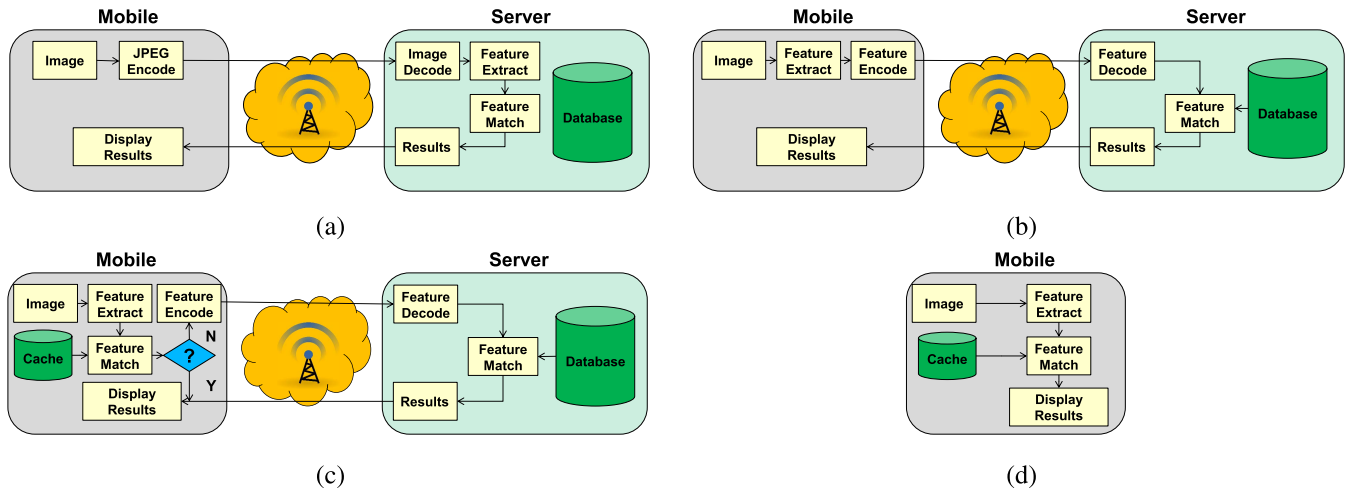 Mobile
Server
Image
JPEG
Encode
Image
Decode
Feature
Extract
Feature
Match
Database
Display
Results
Results
(a)
Mobile
Server
Image
Feature
Extract
Feature
Encode
Feature
Decode
Feature
Match
Database
Display
Results
Results
(b)
Mobile
Server
Image
Feature
Extract
Feature
Encode
Feature
Decode
N
Cache
Feature
Match
?
Feature
Match
Database
Y
Display
Results
Results
(c)
Mobile
Image
Feature
Extract
Cache
Feature
Match
Display
Results
(d)